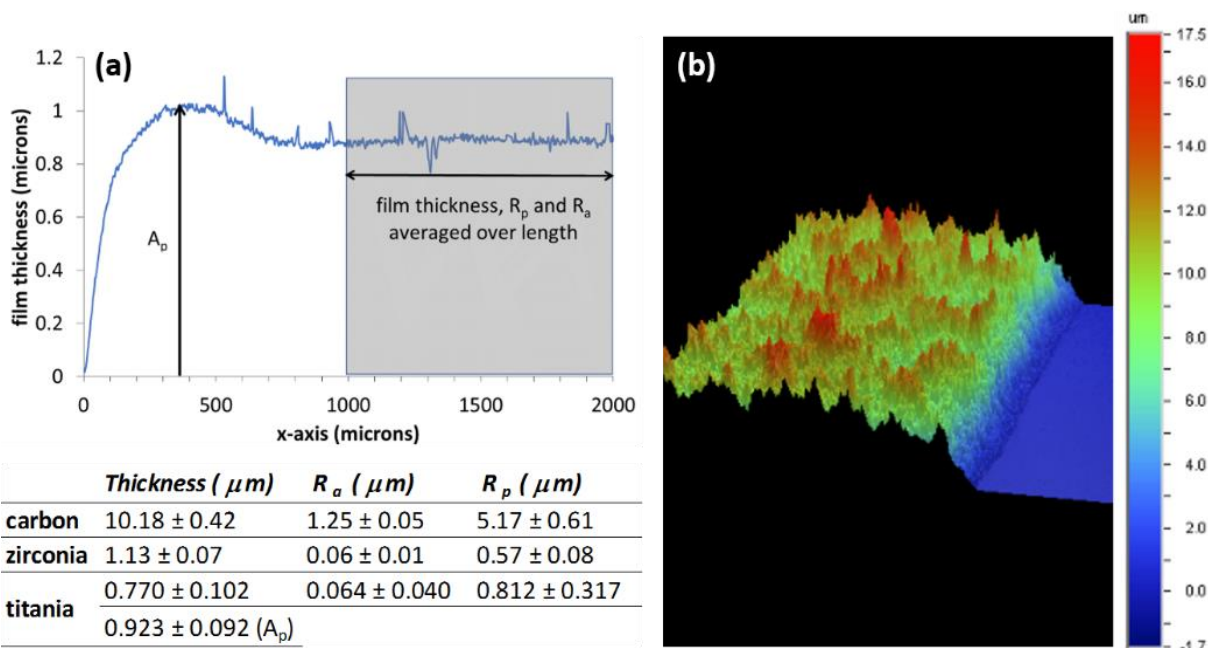 (a)
1.2
1
0.8
0.6
0.4
0.2
0
film thickness (microns)
Ap
film thickness, Rp and Ra
averaged over length
0 500 1000 1500 2000
x-axis (microns)
Thickness ( μm) R a ( μm) R p ( μm)
carbon 10.18 ± 0.42 1.25 ± 0.05 5.17 ± 0.61
zirconia 1.13 ± 0.07 0.06 ± 0.01 0.57 ± 0.08
titania 0.770 ± 0.102 0.064 ± 0.040 0.812 ± 0.317
0.923 ± 0.092 (Ap)
(b)
um
17.5
16.0
14.0
12.0
10.0
8.0
6.0
4.0
2.0
0.0
-1.7